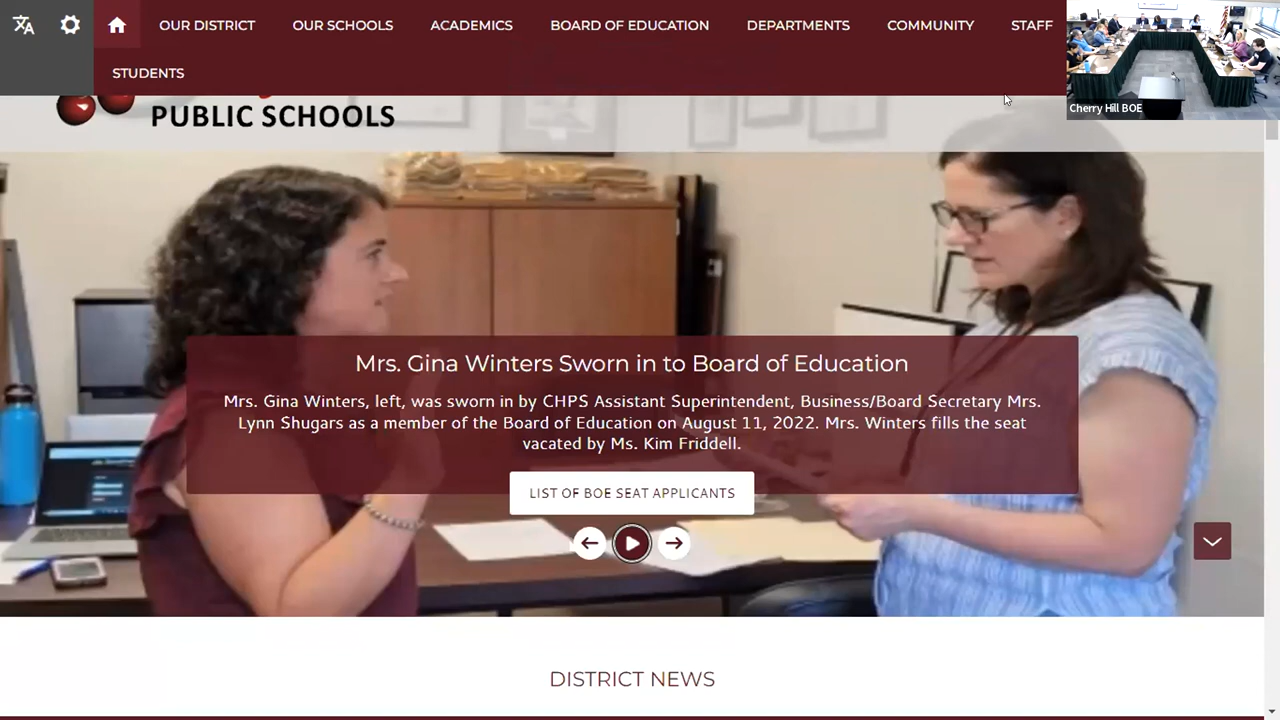 OUR DISTRICT OUR SCHOOLS ACADEMICS BOARD OF EDUCATION DEPARTMENTS COMMUNITY STAFF
STUDENTS
Cherry Hill BOE
PUBLIC SCHOOLS
Mrs. Gina Winters Sworn in to Board of Education
Mrs. Gina Winters, left, was sworn in by CHPS Assistant Superintendent, Business/Board Secretary Mrs.
Lynn Shugars as a member of the Board of Education on August 11, 2022. Mrs. Winters fills the seat
vacated by Ms. Kim Friddell.
LIST OF BOE SEAT APPLICANTS
DISTRICT NEWS